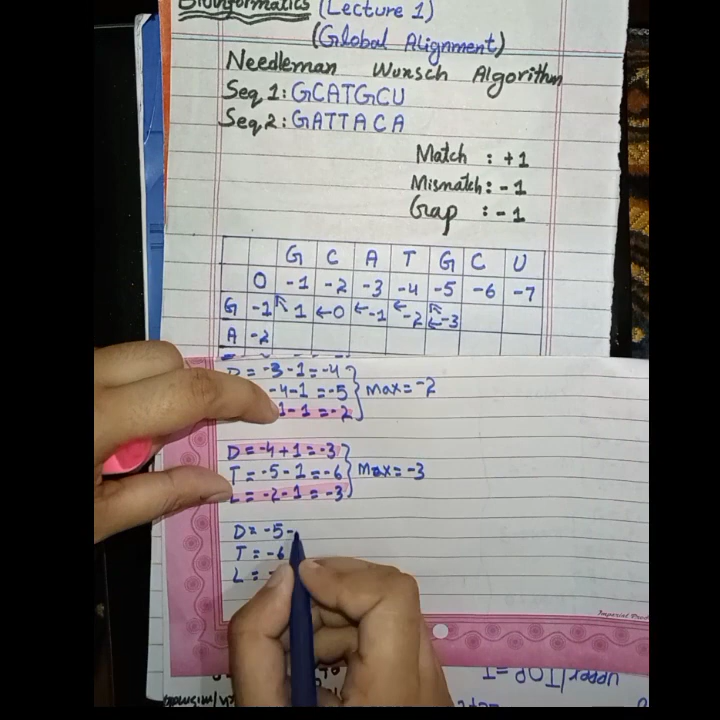 Bioinformatics (Lecture 1)
(Global Alignment)
Needleman Wunsch Algorithm
Seq 1: GCATGCU
Seq 2: GATTACA
Match : +1
Mismatch : -1
Gap : -1
G C A T G C U
0 -1 -2 -3 -4 -5 -6 -7
G -1 ↖ 1 ←0 ←-1 ←-2 ↖←-3
A -2
D = -3-1 = -4
-4-1 = -5 } Max = -2
1-1 = -2
D = -4+1 = -3
T = -5-1 = -6 } Max = -3
L = -2-1 = -3
D = -5-
T = -6
L = -
Imperial
Upper/TOP = T